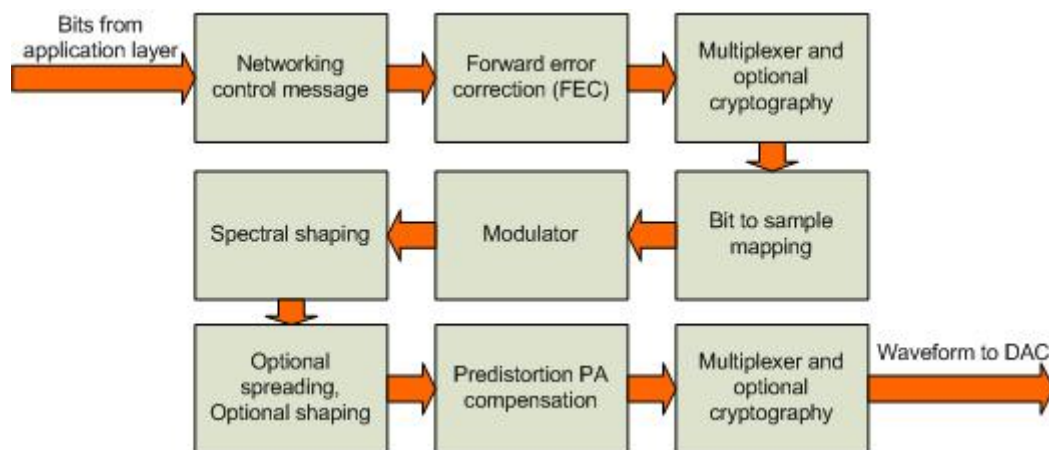 Bits from
application layer
Networking
control message
Forward error
correction (FEC)
Multiplexer and
optional
cryptography
Spectral shaping
Modulator
Bit to sample
mapping
Optional
spreading,
Optional shaping
Predistortion PA
compensation
Multiplexer and
optional
cryptography
Waveform to DAC